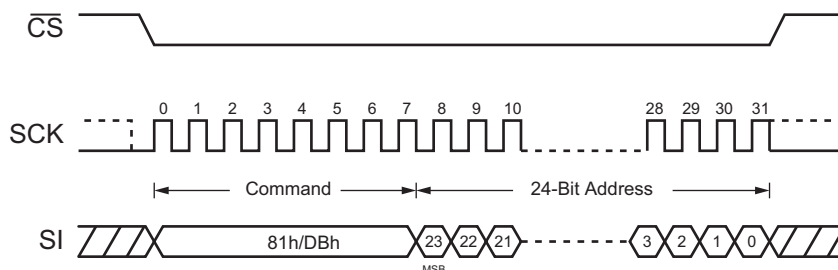 CS
0 1 2 3 4 5 6 7 8 9 10 28 29 30 31
SCK
Command 24-Bit Address
SI 81h/DBh 23 22 21 3 2 1 0
MSB